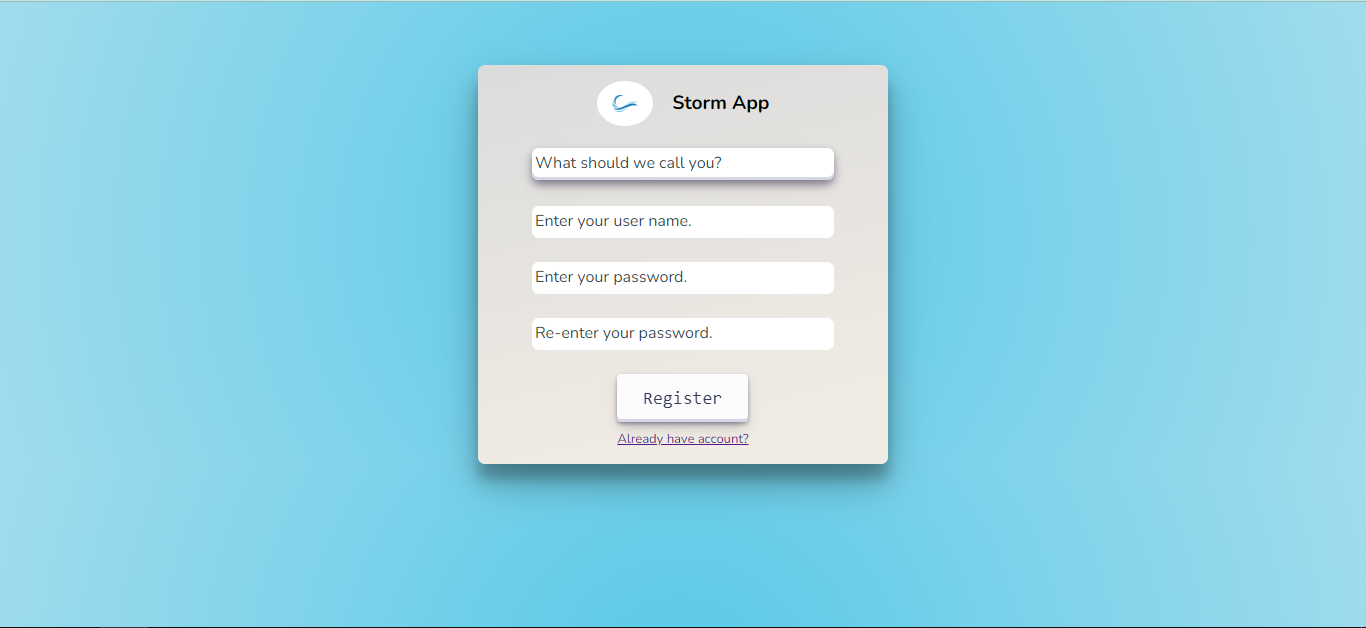 Storm App
What should we call you?
Enter your user name.
Enter your password.
Re-enter your password.
Register
Already have account?